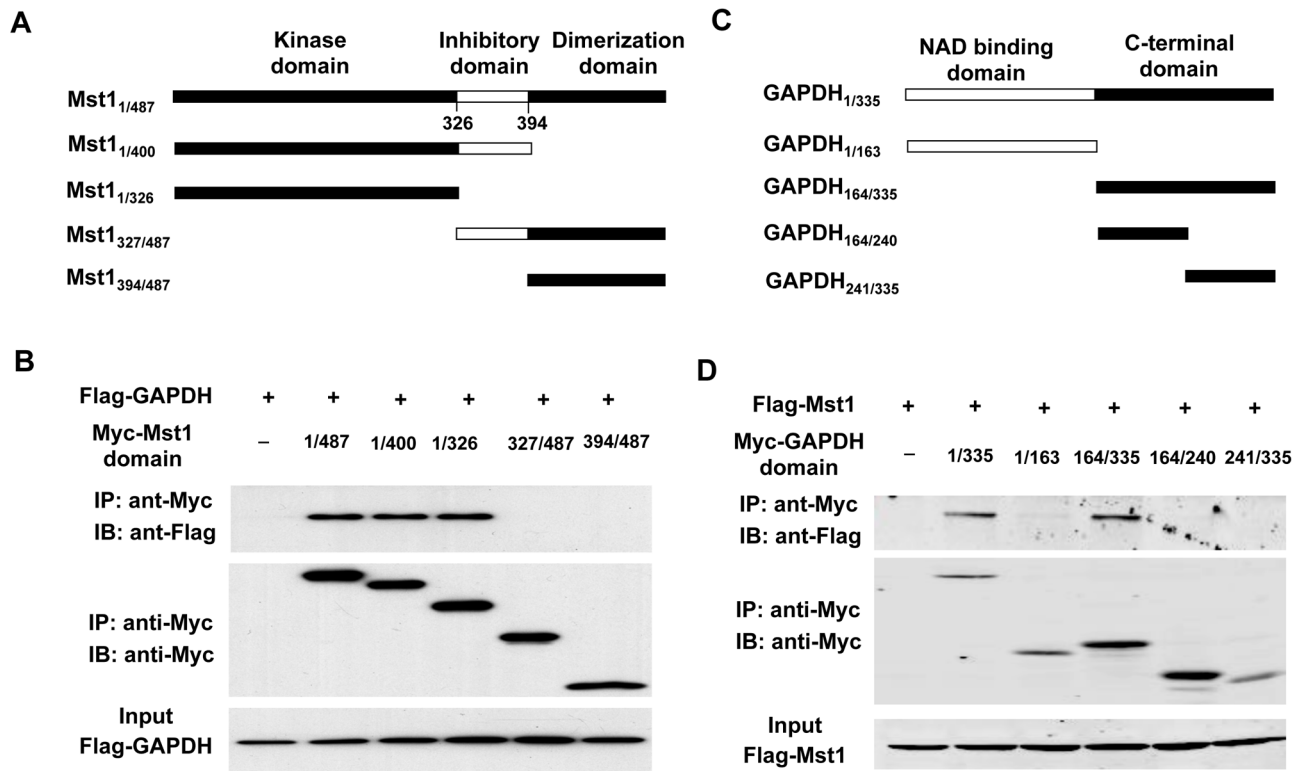 A
Kinase domain
Inhibitory domain
Dimerization domain
Mst1 1/487
326 394
Mst1 1/400
Mst1 1/326
Mst1 327/487
Mst1 394/487
B
Flag-GAPDH + + + + + +
Myc-Mst1 domain – 1/487 1/400 1/326 327/487 394/487
IP: ant-Myc
IB: ant-Flag
IP: anti-Myc
IB: anti-Myc
Input
Flag-GAPDH
C
NAD binding domain
C-terminal domain
GAPDH 1/335
GAPDH 1/163
GAPDH 164/335
GAPDH 164/240
GAPDH 241/335
D
Flag-Mst1 + + + + + +
Myc-GAPDH domain – 1/335 1/163 164/335 164/240 241/335
IP: ant-Myc
IB: ant-Flag
IP: anti-Myc
IB: anti-Myc
Input
Flag-Mst1